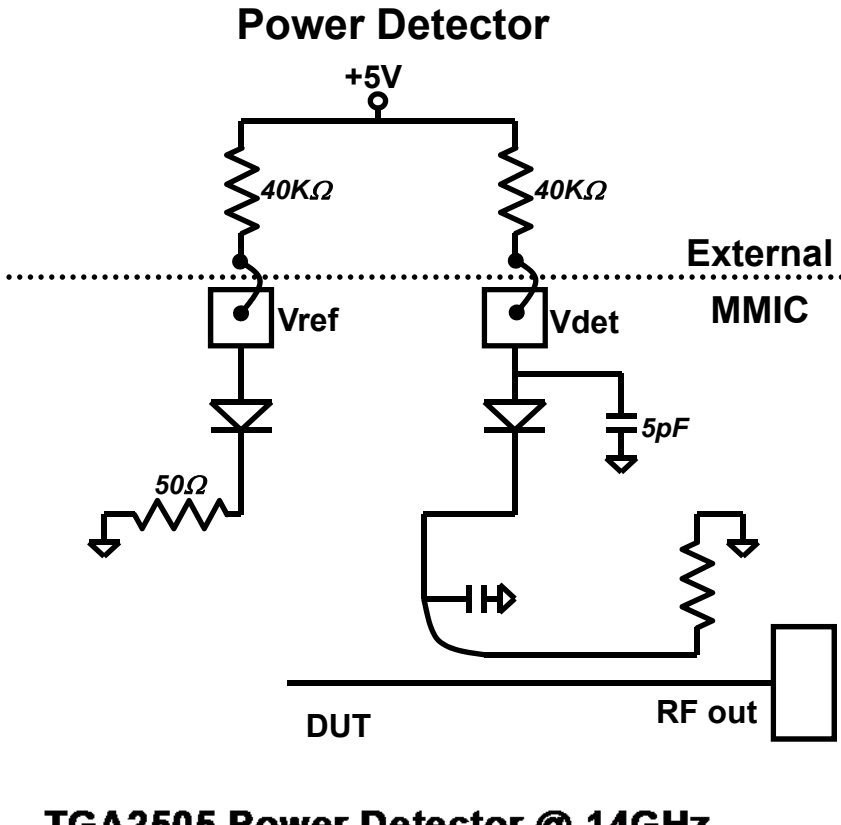 Power Detector
+5V
40KΩ
40KΩ
External
MMIC
Vref
Vdet
5pF
50Ω
RF out
DUT
TGA2505 Power Detector @ 14GHz